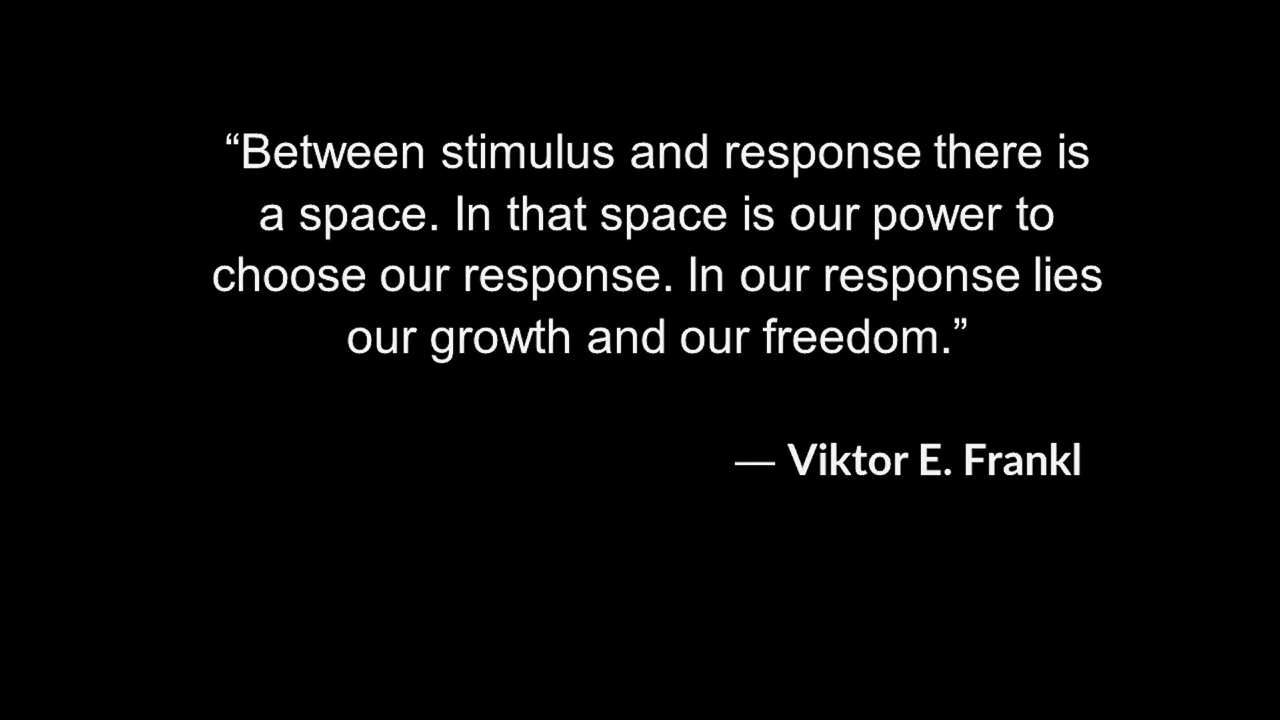 “Between stimulus and response there is
a space. In that space is our power to
choose our response. In our response lies
our growth and our freedom.”
— Viktor E. Frankl